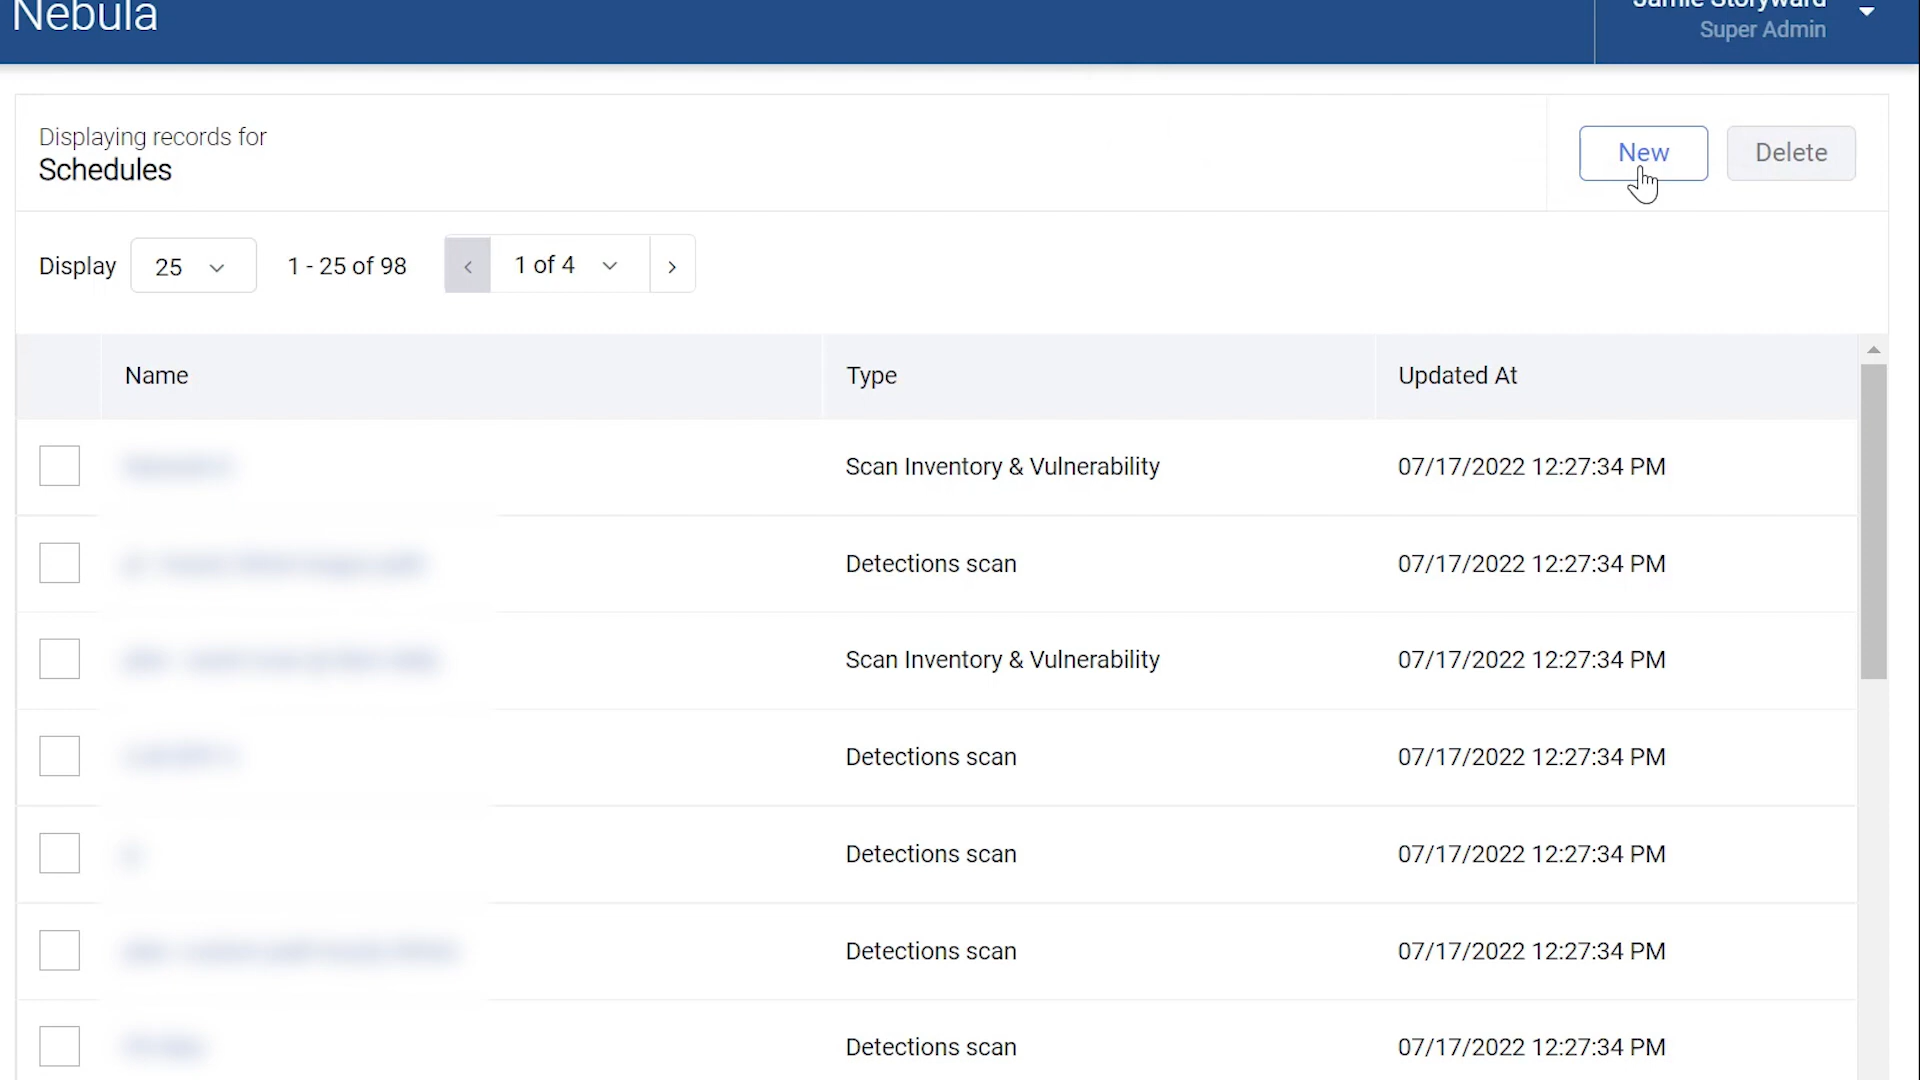 Nebula
Jamie Storyward
Super Admin
Displaying records for
Schedules
New
Delete
Display
25
1 - 25 of 98
1 of 4
Name
Type
Updated At
Scan Inventory & Vulnerability
07/17/2022 12:27:34 PM
Detections scan
07/17/2022 12:27:34 PM
Scan Inventory & Vulnerability
07/17/2022 12:27:34 PM
Detections scan
07/17/2022 12:27:34 PM
Detections scan
07/17/2022 12:27:34 PM
Detections scan
07/17/2022 12:27:34 PM
Detections scan
07/17/2022 12:27:34 PM